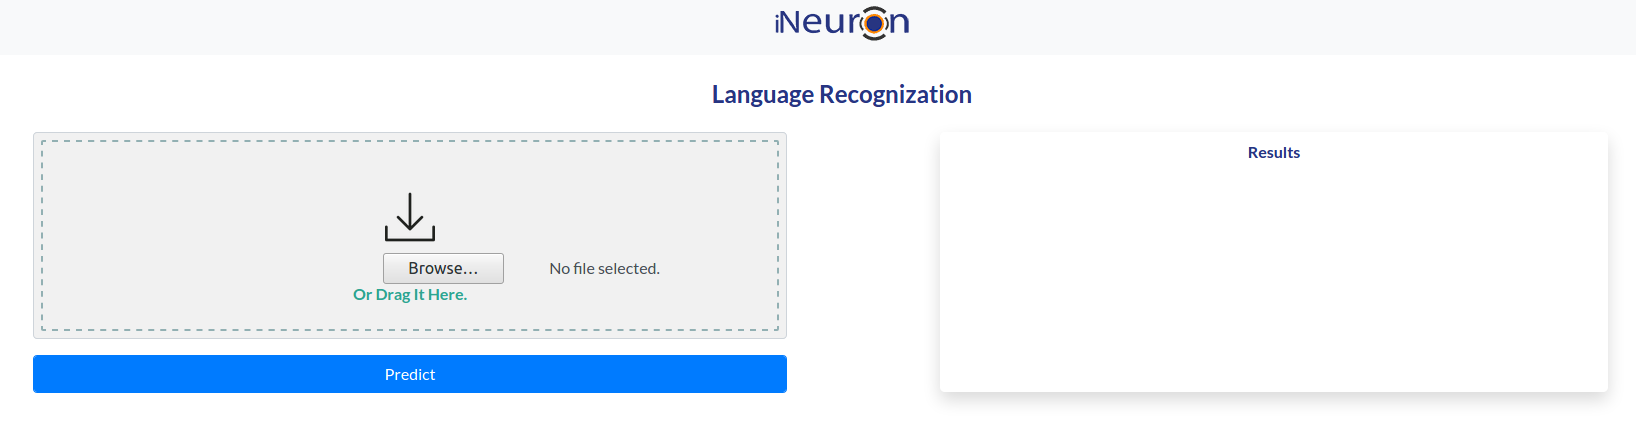 iNeuron
Language Recognization
Browse...
No file selected.
Or Drag It Here.
Predict
Results